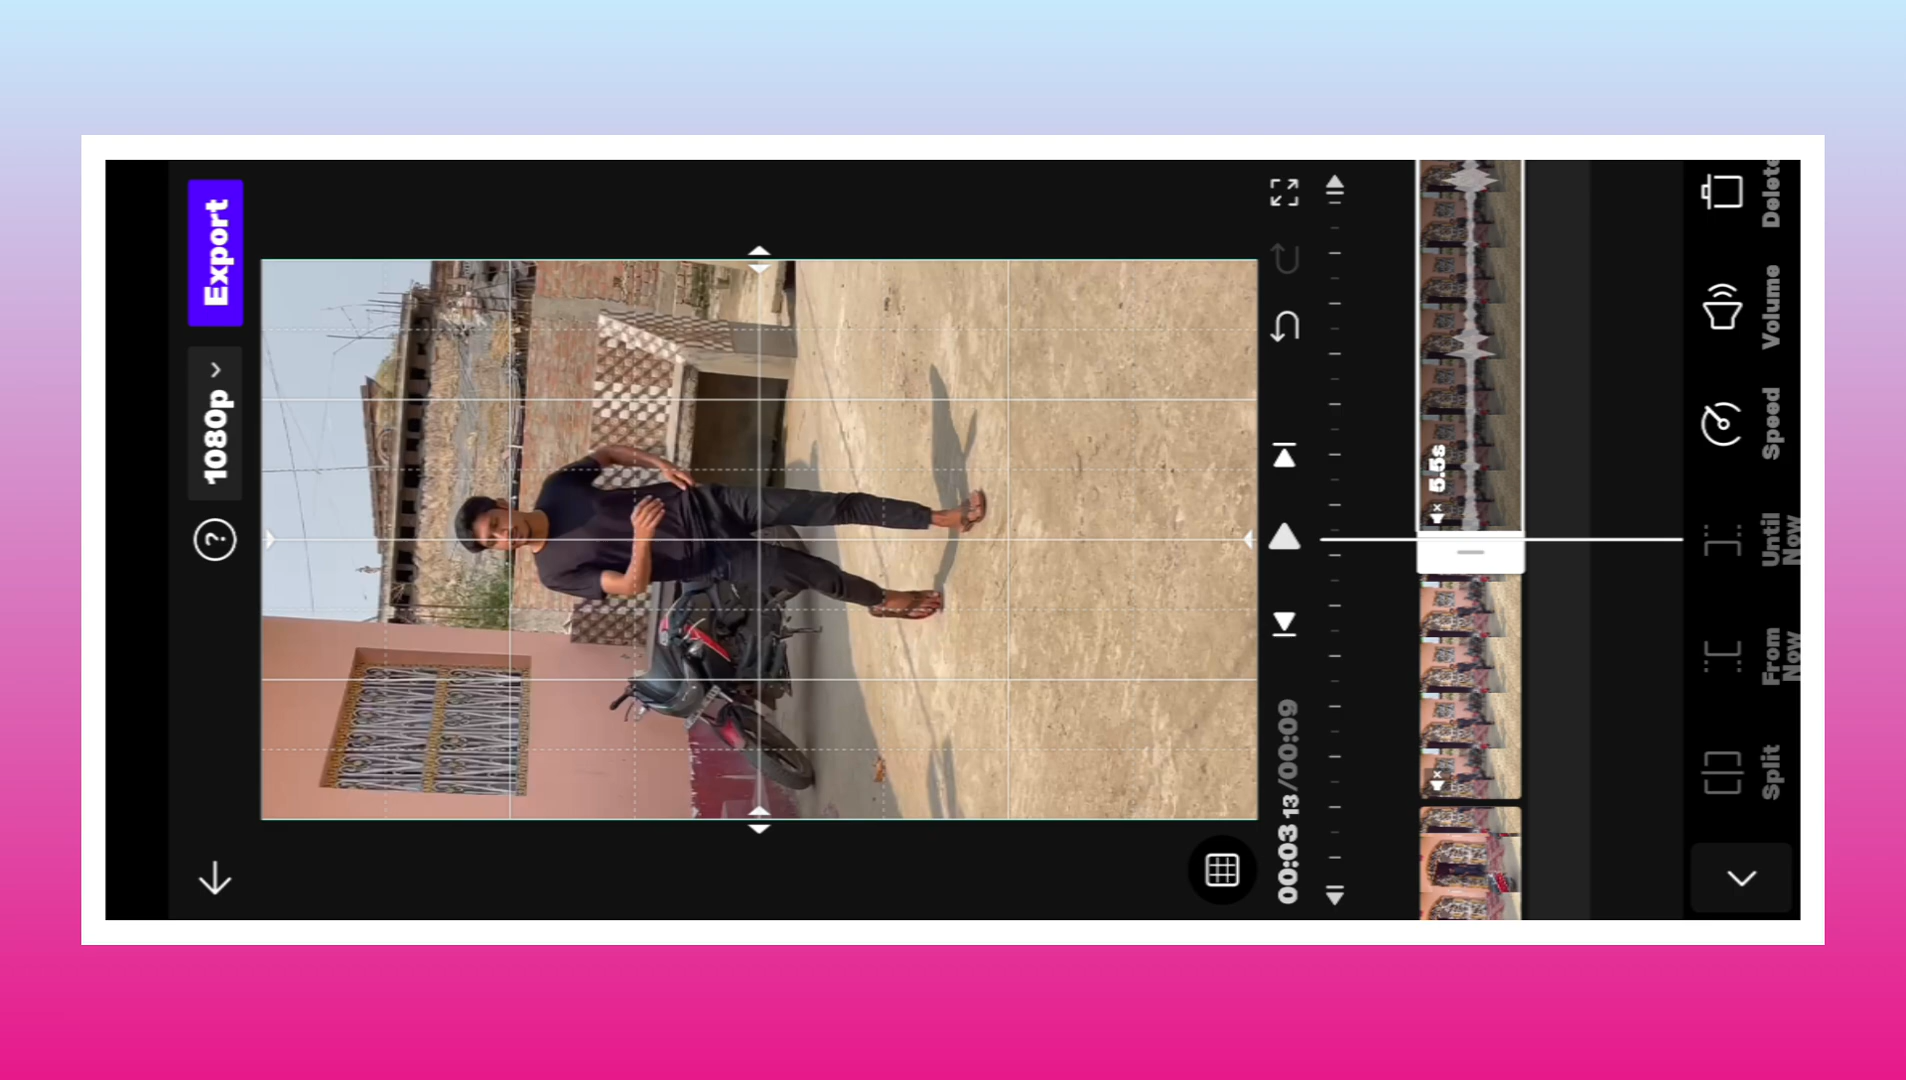 ?
1080p
Export
00:03 13/00:09
5.5s
Split
From
Now
Until
Now
Speed
Volume
Delete